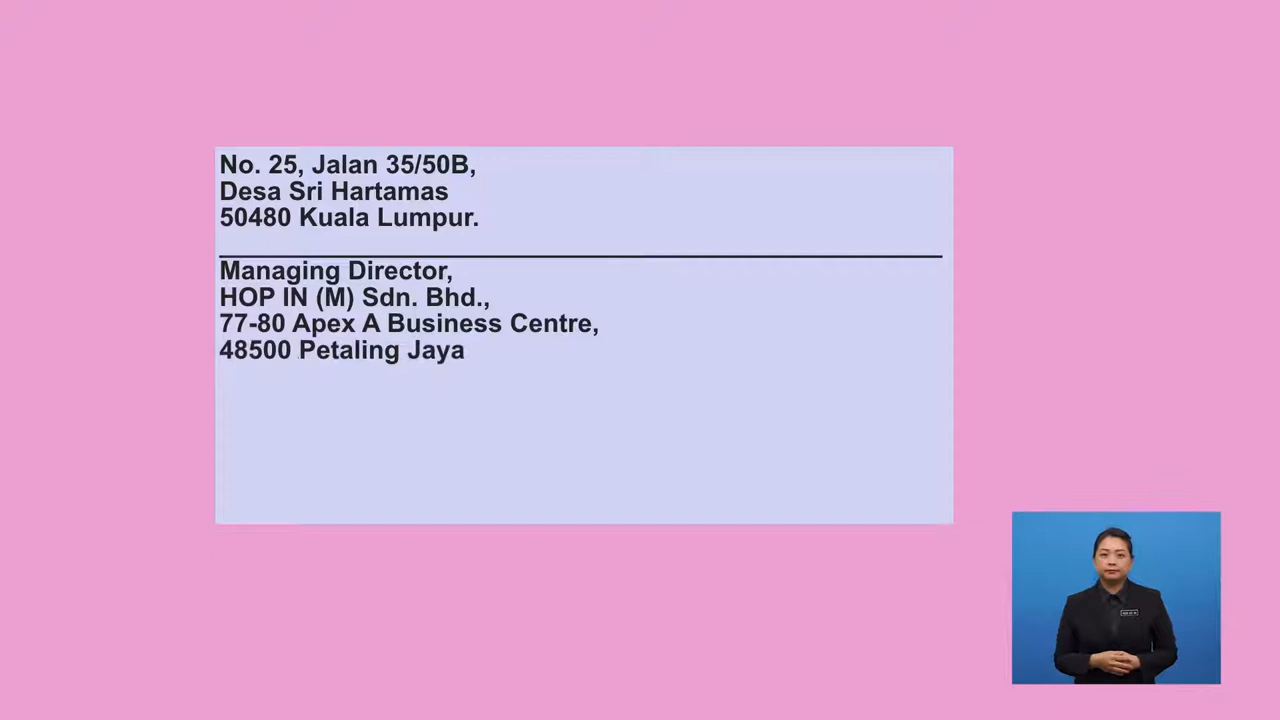 No. 25, Jalan 35/50B,
Desa Sri Hartamas
50480 Kuala Lumpur.
Managing Director,
HOP IN (M) Sdn. Bhd.,
77-80 Apex A Business Centre,
48500 Petaling Jaya